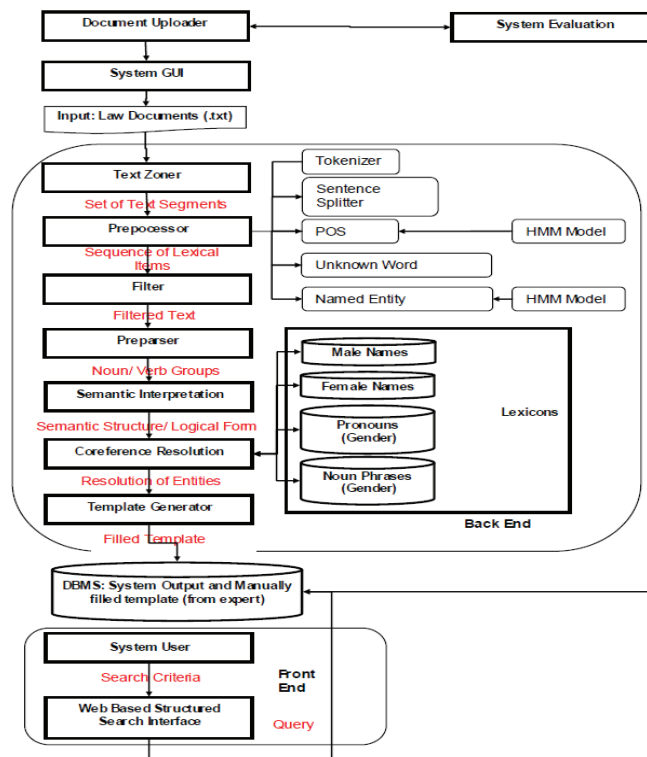 Document Uploader
System Evaluation
System GUI
Input: Law Documents (.txt)
Text Zoner
Set of Text Segments
Prepocessor
Sequence of Lexical
Items
Filter
Filtered Text
Preparser
Noun/ Verb Groups
Semantic Interpretation
Semantic Structure/ Logical Form
Coreference Resolution
Resolution of Entities
Template Generator
Filled Template
Tokenizer
Sentence
Splitter
POS
HMM Model
Unknown Word
Named Entity
HMM Model
Male Names
Female Names
Pronouns
(Gender)
Noun Phrases
(Gender)
Lexicons
Back End
DBMS: System Output and Manually
filled template (from expert)
System User
Search Criteria
Front
End
Web Based Structured
Search Interface
Query